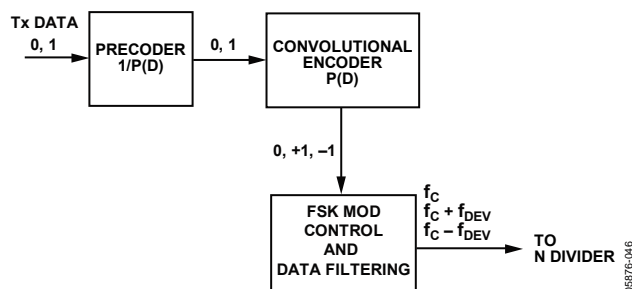 Tx DATA
0, 1
PRECODER
1/P(D)
0, 1
CONVOLUTIONAL
ENCODER
P(D)
0, +1, –1
FSK MOD
CONTROL
AND
DATA FILTERING
fC
fC + fDEV
fC – fDEV
TO
N DIVIDER
05876-046